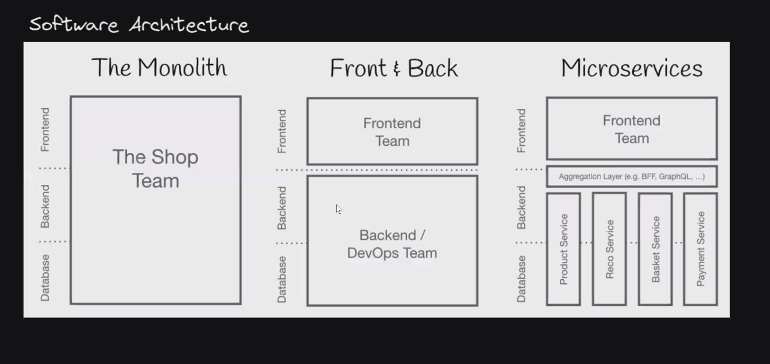 Software Architecture
The Monolith
Frontend
Backend
Database
The Shop
Team
Front & Back
Frontend
Backend
Database
Frontend
Team
Backend /
DevOps Team
Microservices
Frontend
Backend
Database
Frontend
Team
Aggregation Layer (e.g. BFF, GraphQL, ...)
Product Service
Reco Service
Basket Service
Payment Service